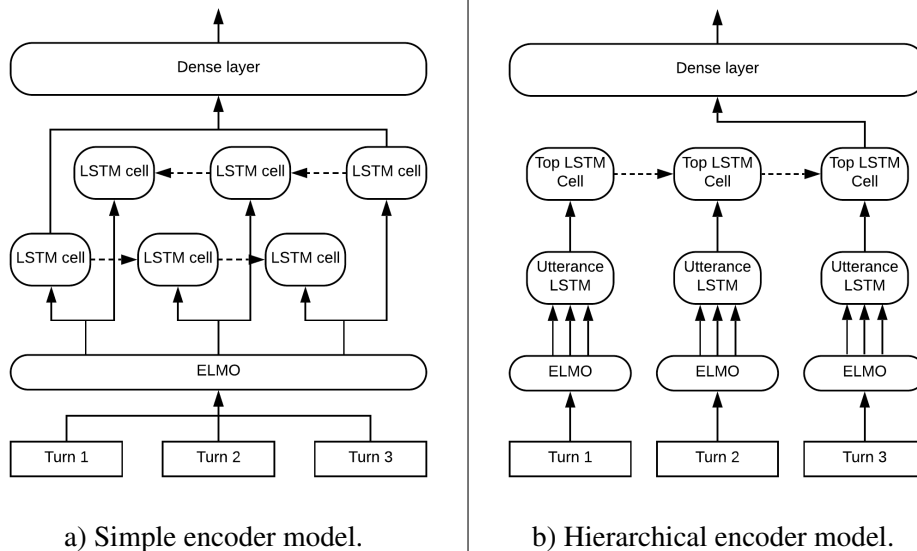 Dense layer
LSTM cell LSTM cell LSTM cell
LSTM cell LSTM cell LSTM cell
ELMO
Turn 1 Turn 2 Turn 3
a) Simple encoder model.
Dense layer
Top LSTM Top LSTM Top LSTM
Cell Cell Cell
Utterance Utterance Utterance
LSTM LSTM LSTM
ELMO ELMO ELMO
Turn 1 Turn 2 Turn 3
b) Hierarchical encoder model.